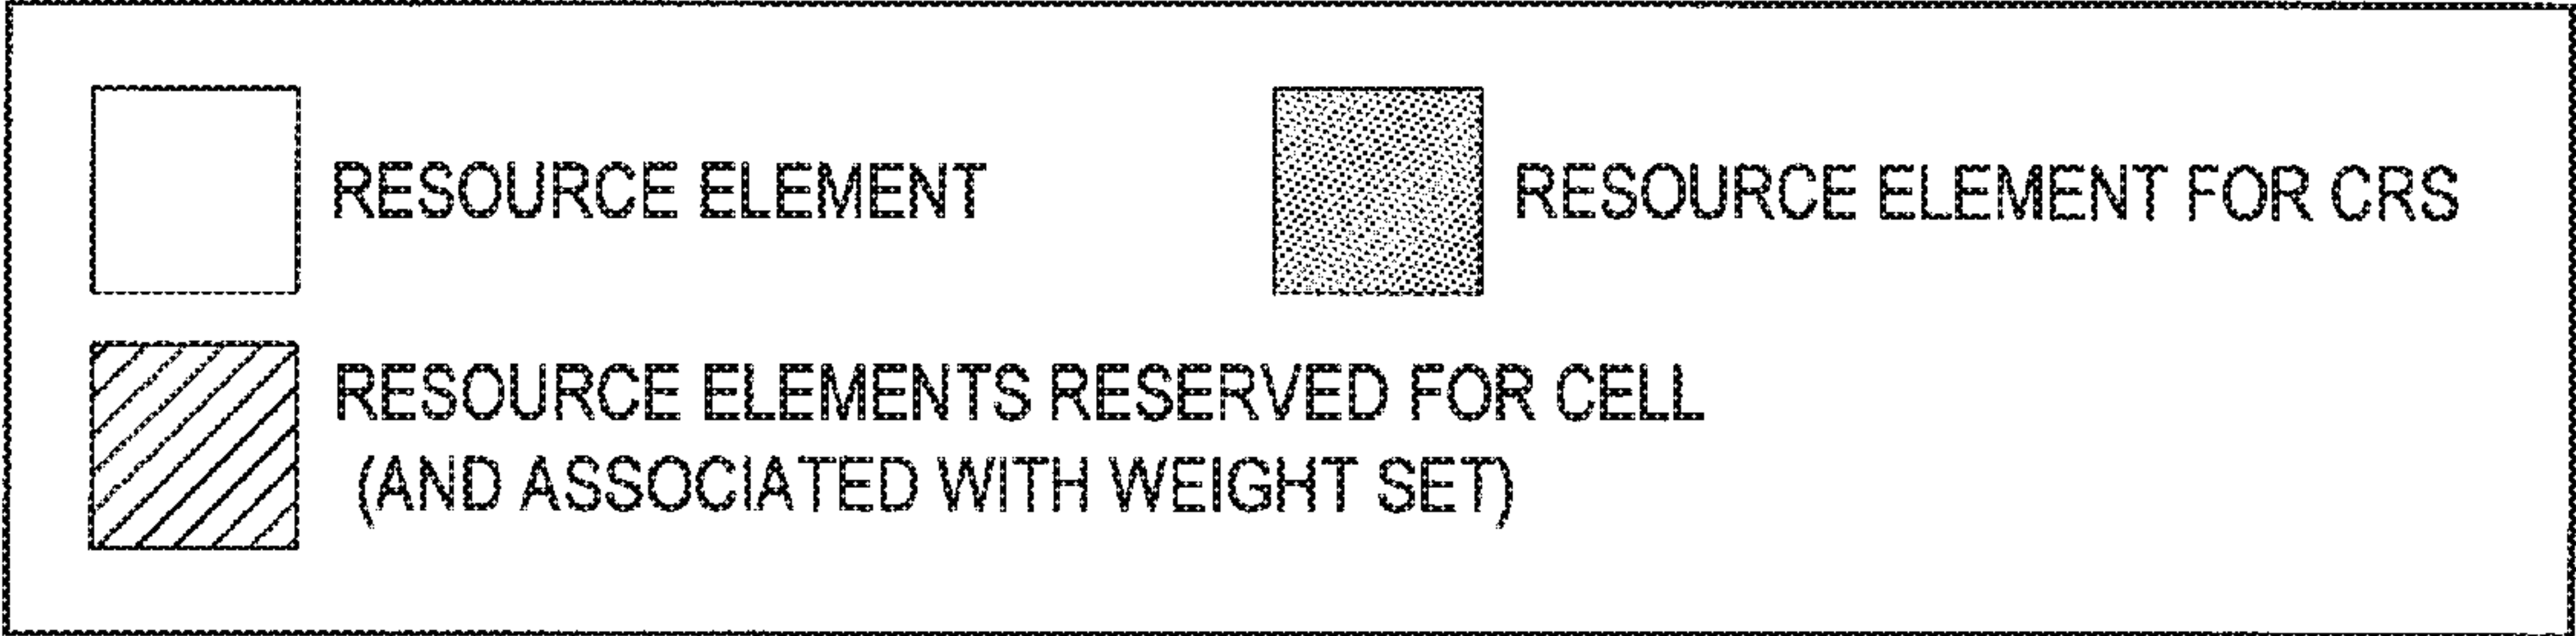 RESOURCE ELEMENT
RESOURCE ELEMENT FOR CRS
RESOURCE ELEMENTS RESERVED FOR CELL
(AND ASSOCIATED WITH WEIGHT SET)